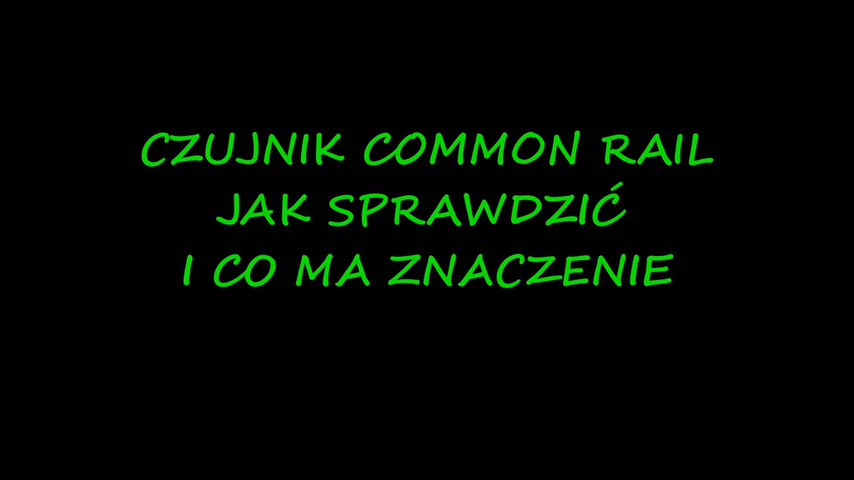 CZUJNIK COMMON RAIL
JAK SPRAWDZIĆ
I CO MA ZNACZENIE